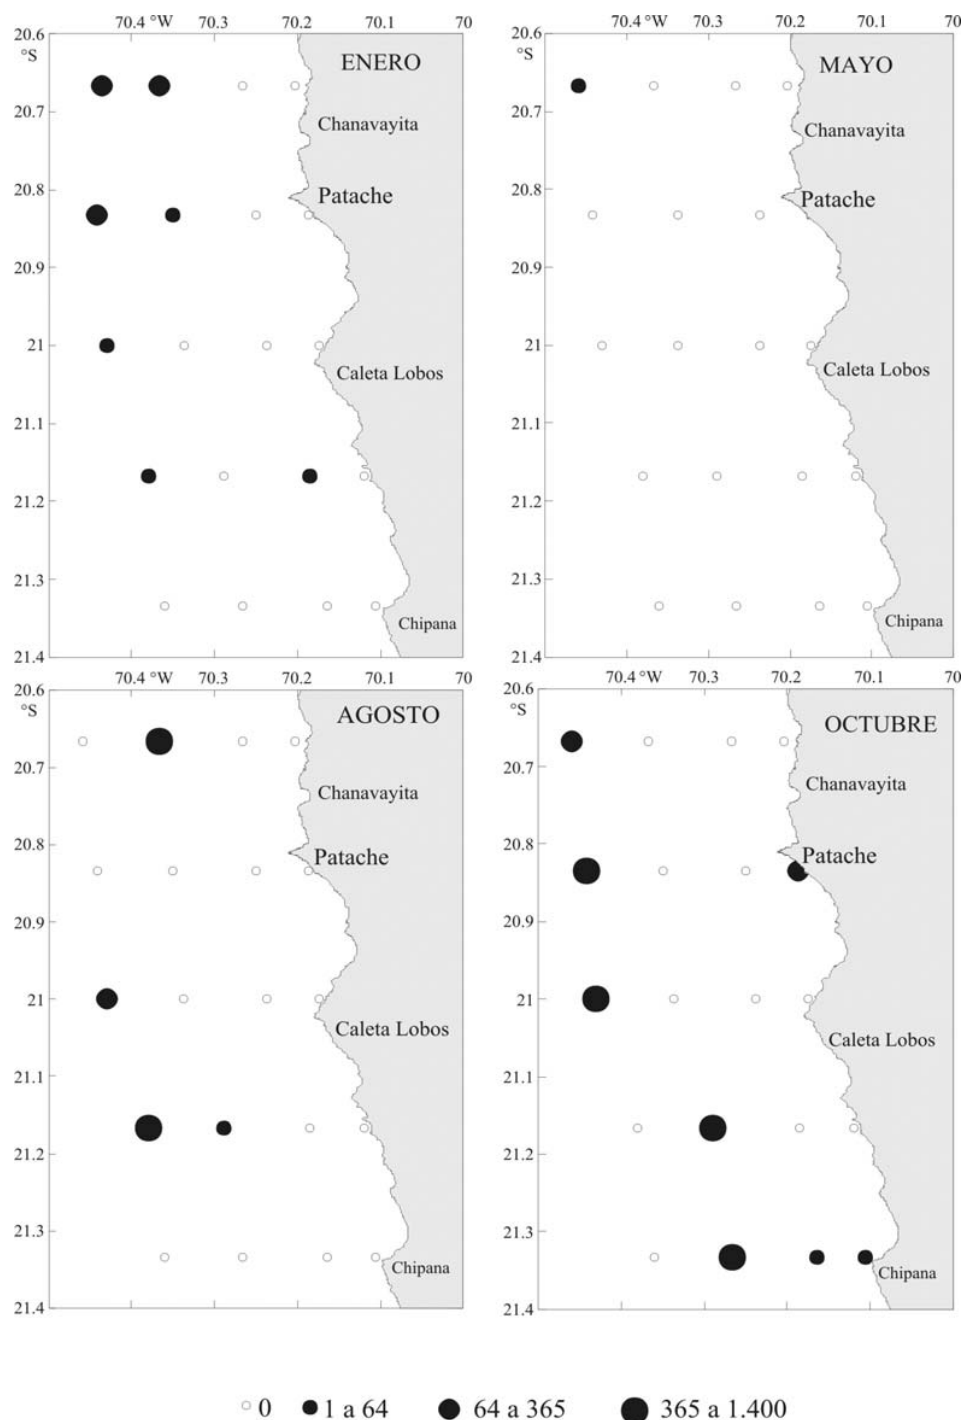 70.4 °W 70.3 70.2 70.1 70
20.6
°S
ENERO
20.7
Chanavayita
20.8
Patache
20.9
21
Caleta Lobos
21.1
21.2
21.3
Chipana
21.4
70.4 °W 70.3 70.2 70.1 70
20.6
°S
MAYO
20.7
Chanavayita
20.8
Patache
20.9
21
Caleta Lobos
21.1
21.2
21.3
Chipana
21.4
70.4 °W 70.3 70.2 70.1 70
20.6
°S
AGOSTO
20.7
Chanavayita
20.8
Patache
20.9
21
Caleta Lobos
21.1
21.2
21.3
Chipana
21.4
70.4 °W 70.3 70.2 70.1 70
20.6
°S
OCTUBRE
20.7
Chanavayita
20.8
Patache
20.9
21
Caleta Lobos
21.1
21.2
21.3
Chipana
21.4
0 1 a 64 64 a 365 365 a 1.400